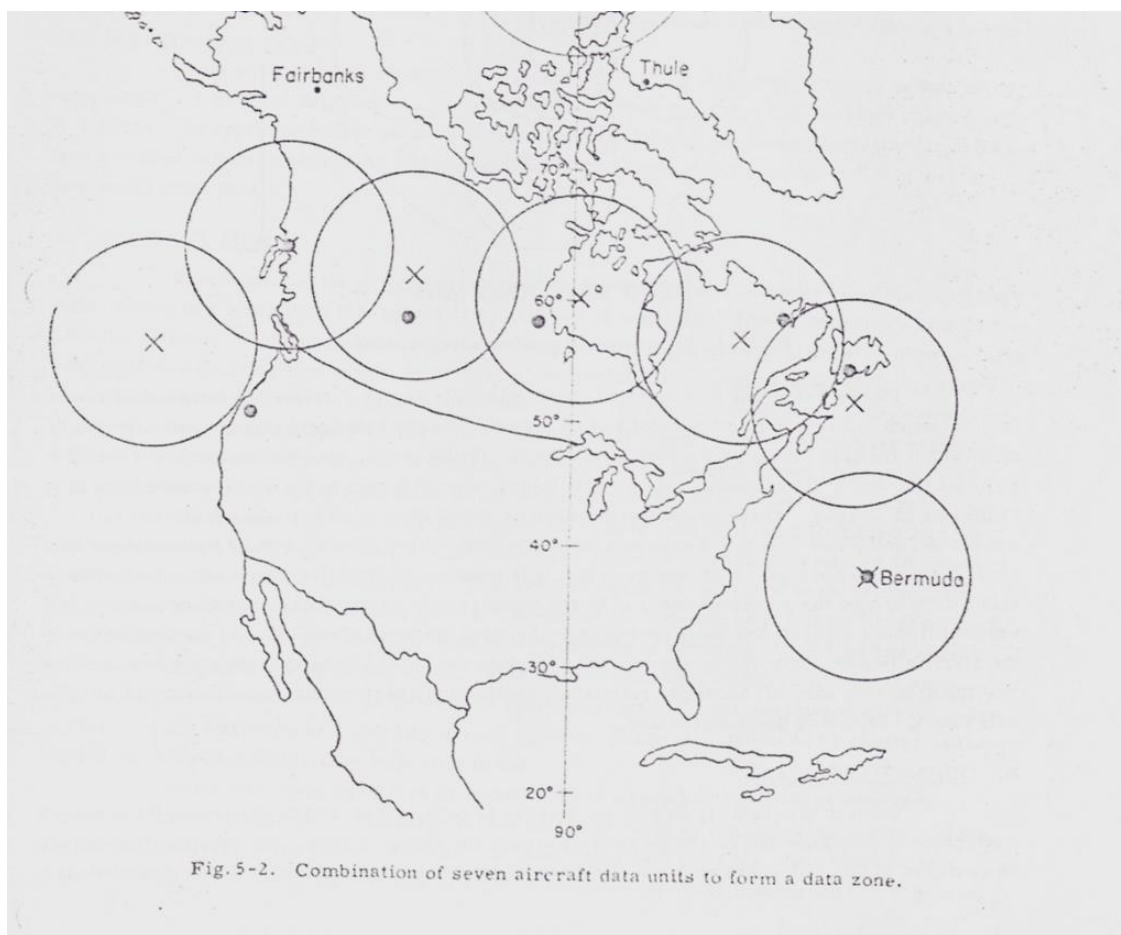 Fairbanks
Thule
70°
60°
50°
40°
Bermuda
30°
20°
90°
Fig. 5-2. Combination of seven aircraft data units to form a data zone.